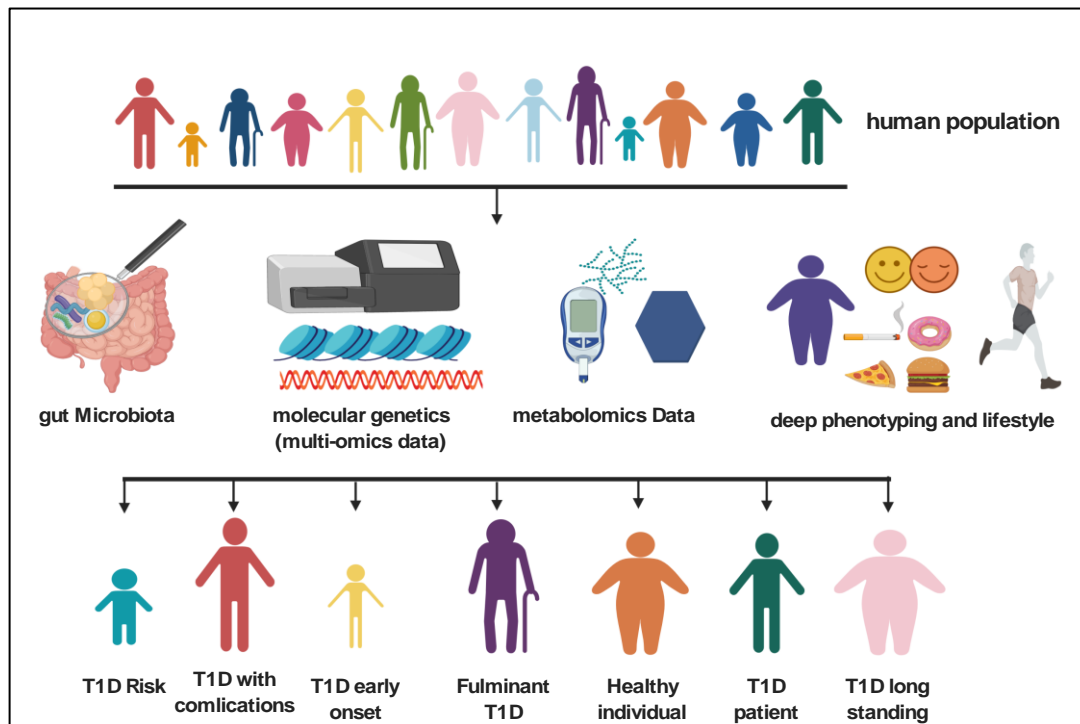 human population
gut Microbiota
molecular genetics
(multi-omics data)
metabolomics Data
deep phenotyping and lifestyle
T1D Risk
T1D with
comlications
T1D early
onset
Fulminant
T1D
Healthy
individual
T1D
patient
T1D long
standing